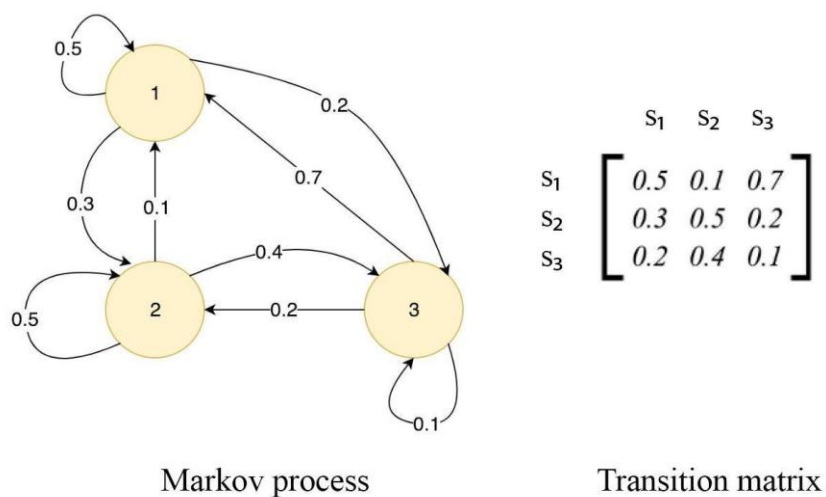 0.5
1
0.2
0.7
0.3
0.1
0.4
0.5
2
0.2
3
0.1
S₁ S₂ S₃
S₁ 0.5 0.1 0.7
S₂ 0.3 0.5 0.2
S₃ 0.2 0.4 0.1
Markov process
Transition matrix